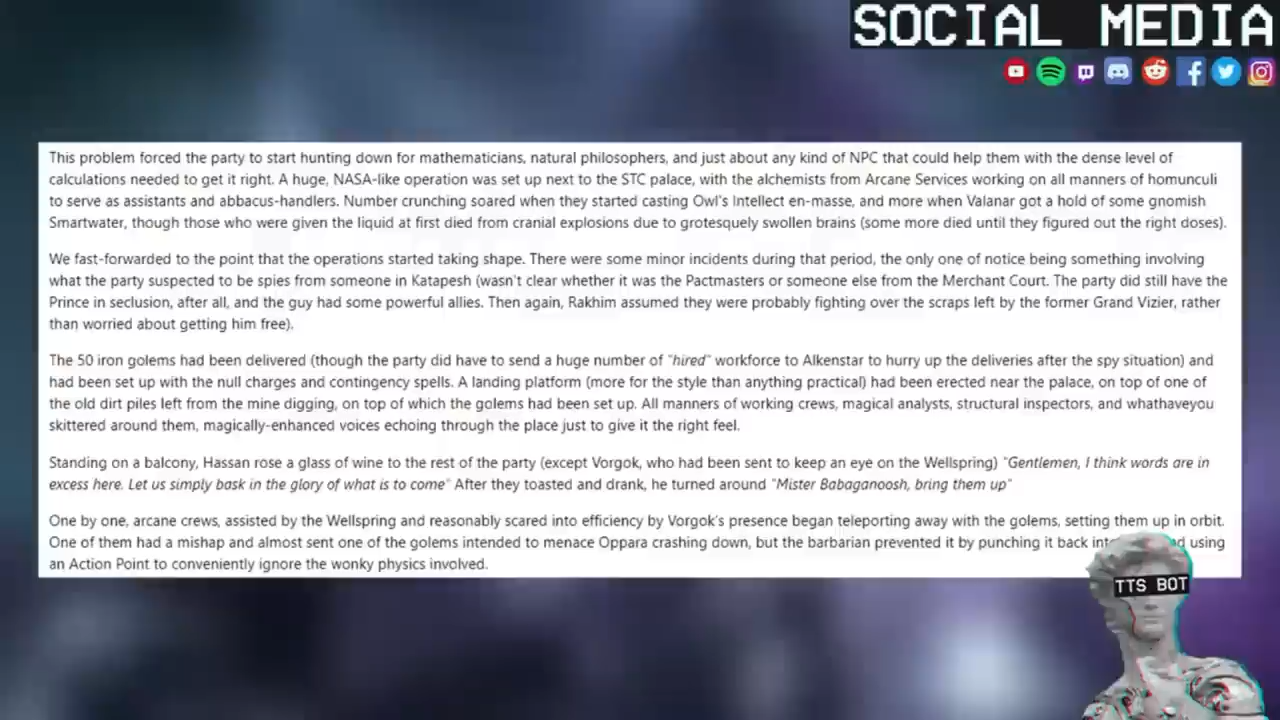 SOCIAL MEDIA
This problem forced the party to start hunting down for mathematicians, natural philosophers, and just about any kind of NPC that could help them with the dense level of
calculations needed to get it right. A huge, NASA-like operation was set up next to the STC palace, with the alchemists from Arcane Services working on all manners of homunculi
to serve as assistants and abbacus-handlers. Number crunching soared when they started casting Owl's Intellect en-masse, and more when Valanar got a hold of some gnomish
Smartwater, though those who were given the liquid at first died from cranial explosions due to grotesquely swollen brains (some more died until they figured out the right doses).
We fast-forwarded to the point that the operations started taking shape. There were some minor incidents during that period, the only one of notice being something involving
what the party suspected to be spies from someone in Katapesh (wasn't clear whether it was the Pactmasters or someone else from the Merchant Court. The party did still have the
Prince in seclusion, after all, and the guy had some powerful allies. Then again, Rakhim assumed they were probably fighting over the scraps left by the former Grand Vizier, rather
than worried about getting him free).
The 50 iron golems had been delivered (though the party did have to send a huge number of "hired" workforce to Alkenstar to hurry up the deliveries after the spy situation) and
had been set up with the null charges and contingency spells. A landing platform (more for the style than anything practical) had been erected near the palace, on top of one of
the old dirt piles left from the mine digging, on top of which the golems had been set up. All manners of working crews, magical analysts, structural inspectors, and whathaveyou
skittered around them, magically-enhanced voices echoing through the place just to give it the right feel.
Standing on a balcony, Hassan rose a glass of wine to the rest of the party (except Vorgok, who had been sent to keep an eye on the Wellspring) "Gentlemen, I think words are in
excess here. Let us simply bask in the glory of what is to come" After they toasted and drank, he turned around "Mister Babaganoosh, bring them up"
One by one, arcane crews, assisted by the Wellspring and reasonably scared into efficiency by Vorgok's presence began teleporting away with the golems, setting them up in orbit.
One of them had a mishap and almost sent one of the golems intended to menace Oppara crashing down, but the barbarian prevented it by punching it back using
an Action Point to conveniently ignore the wonky physics involved.
TTS BOT